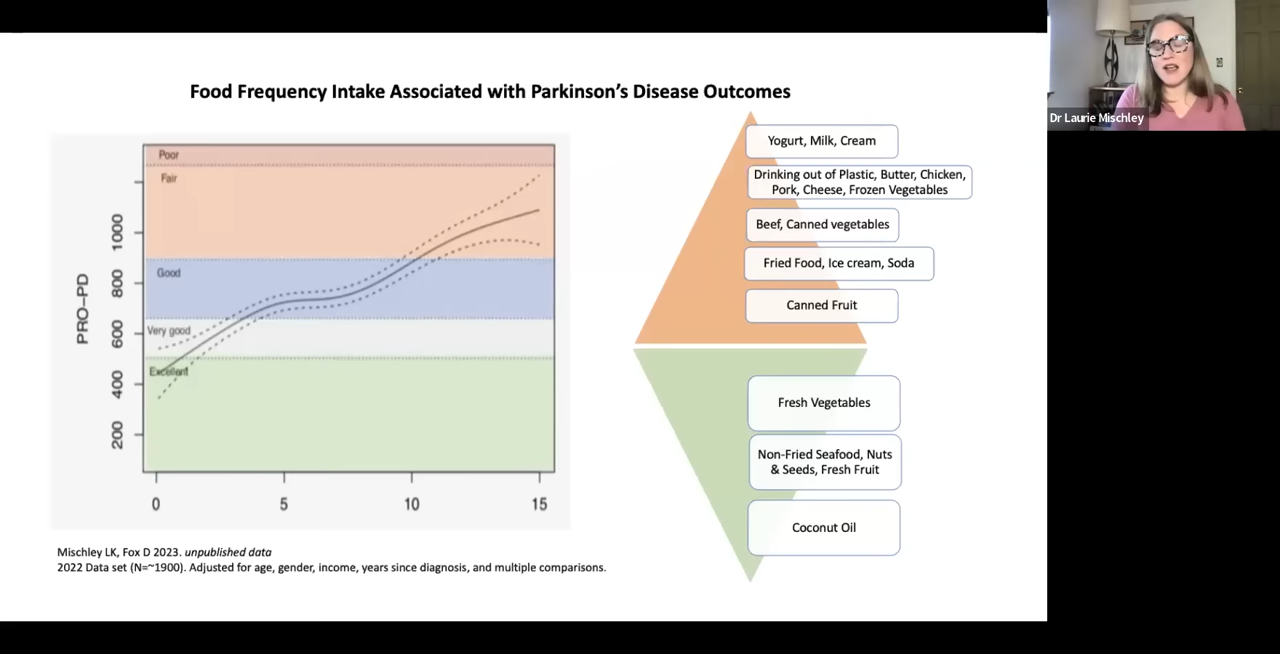 Dr Laurie Mischley
Food Frequency Intake Associated with Parkinson's Disease Outcomes
Poor
Fair
Good
Very good
Excellent
PRO-PD
1000
800
600
400
200
0
5
10
15
Yogurt, Milk, Cream
Drinking out of Plastic, Butter, Chicken,
Pork, Cheese, Frozen Vegetables
Beef, Canned vegetables
Fried Food, Ice cream, Soda
Canned Fruit
Fresh Vegetables
Non-Fried Seafood, Nuts
& Seeds, Fresh Fruit
Coconut Oil
Mischley LK, Fox D 2023. unpublished data
2022 Data set (N=~1900). Adjusted for age, gender, income, years since diagnosis, and multiple comparisons.